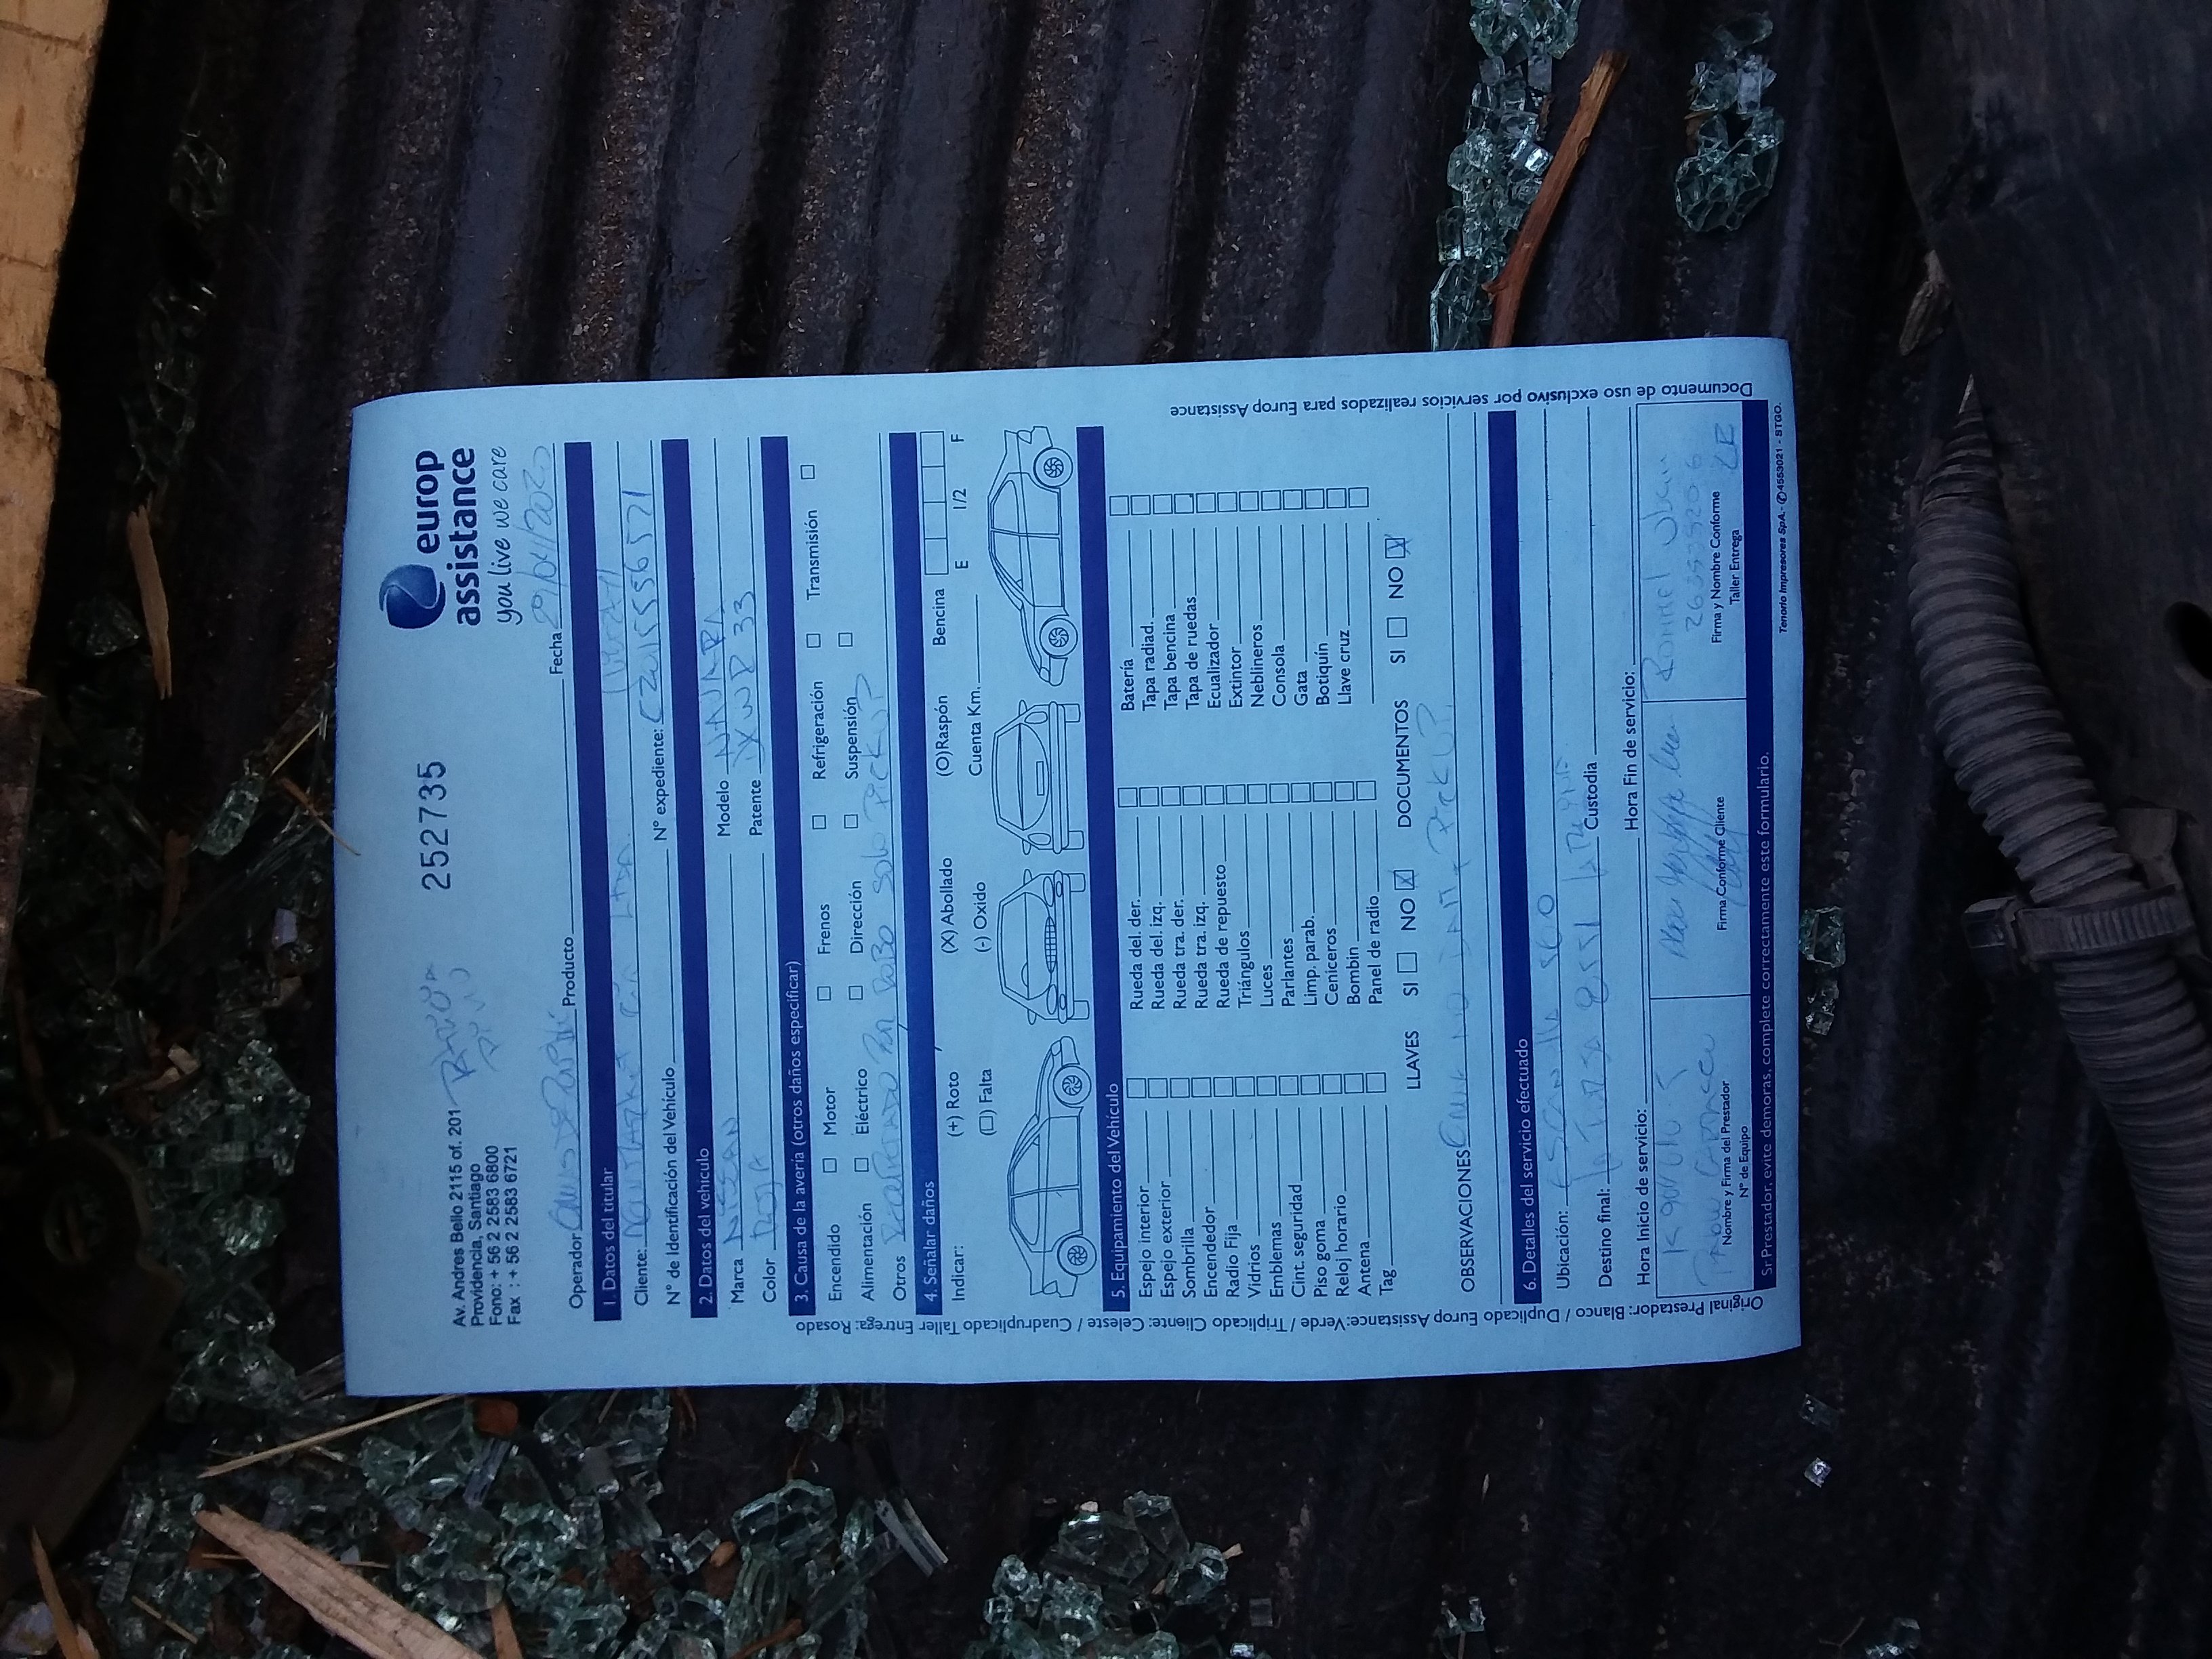 europ
assistance
you live we care
Av. Andres Bello 2115 of. 201
Providencia, Santiago
Fono: + 56 2 2583 6800
Fax : + 56 2 2583 6721
252735
Operador Producto Fecha
1. Datos del titular
Cliente: LTDA.
N° de Identificación del Vehículo N° expediente:
2. Datos del vehículo
Marca NISSAN Modelo NAVARA
Color ROJA Patente
3. Causa de la avería (otros daños especificar)
Encendido Motor Frenos Refrigeración Transmisión
Alimentación Eléctrico Dirección Suspensión
Otros Recuperado por Robo solo PickUP
4. Señalar daños
Indicar: (+) Roto (X) Abollado (O) Raspón Bencina E 1/2 F
(□) Falta (-) Oxido Cuenta Km.
5. Equipamiento del Vehículo
Espejo interior Rueda del. der. Batería
Espejo exterior Rueda del. izq. Tapa radiad.
Sombrilla Rueda tra. der. Tapa bencina
Encendedor Rueda tra. izq. Tapa de ruedas
Radio Fija Rueda de repuesto Ecualizador
Vidrios Triángulos Extintor
Emblemas Luces Neblineros
Cint. seguridad Parlantes Consola
Piso goma Limp. parab. Gata
Reloj horario Ceniceros Botiquín
Antena Bombin Llave cruz
Tag Panel de radio
LLAVES SI NO X DOCUMENTOS SI NO X
OBSERVACIONES PickUP
6. Detalles del servicio efectuado
Ubicación:
Destino final: Custodia
Hora Inicio de servicio: Hora Fin de servicio:
Nombre y Firma del Prestador
N° de Equipo
Firma Conforme Cliente
Firma y Nombre Conforme
Taller Entrega
Sr Prestador, evite demoras, complete correctamente este formulario.
Tenorio Impresores SpA. - ✆4553021 - STGO.
Original Prestador: Blanco / Duplicado Europ Assistance: Verde / Triplicado Cliente: Celeste / Cuadruplicado Taller Entrega: Rosado
Documento de uso exclusivo por servicios realizados para Europ Assistance